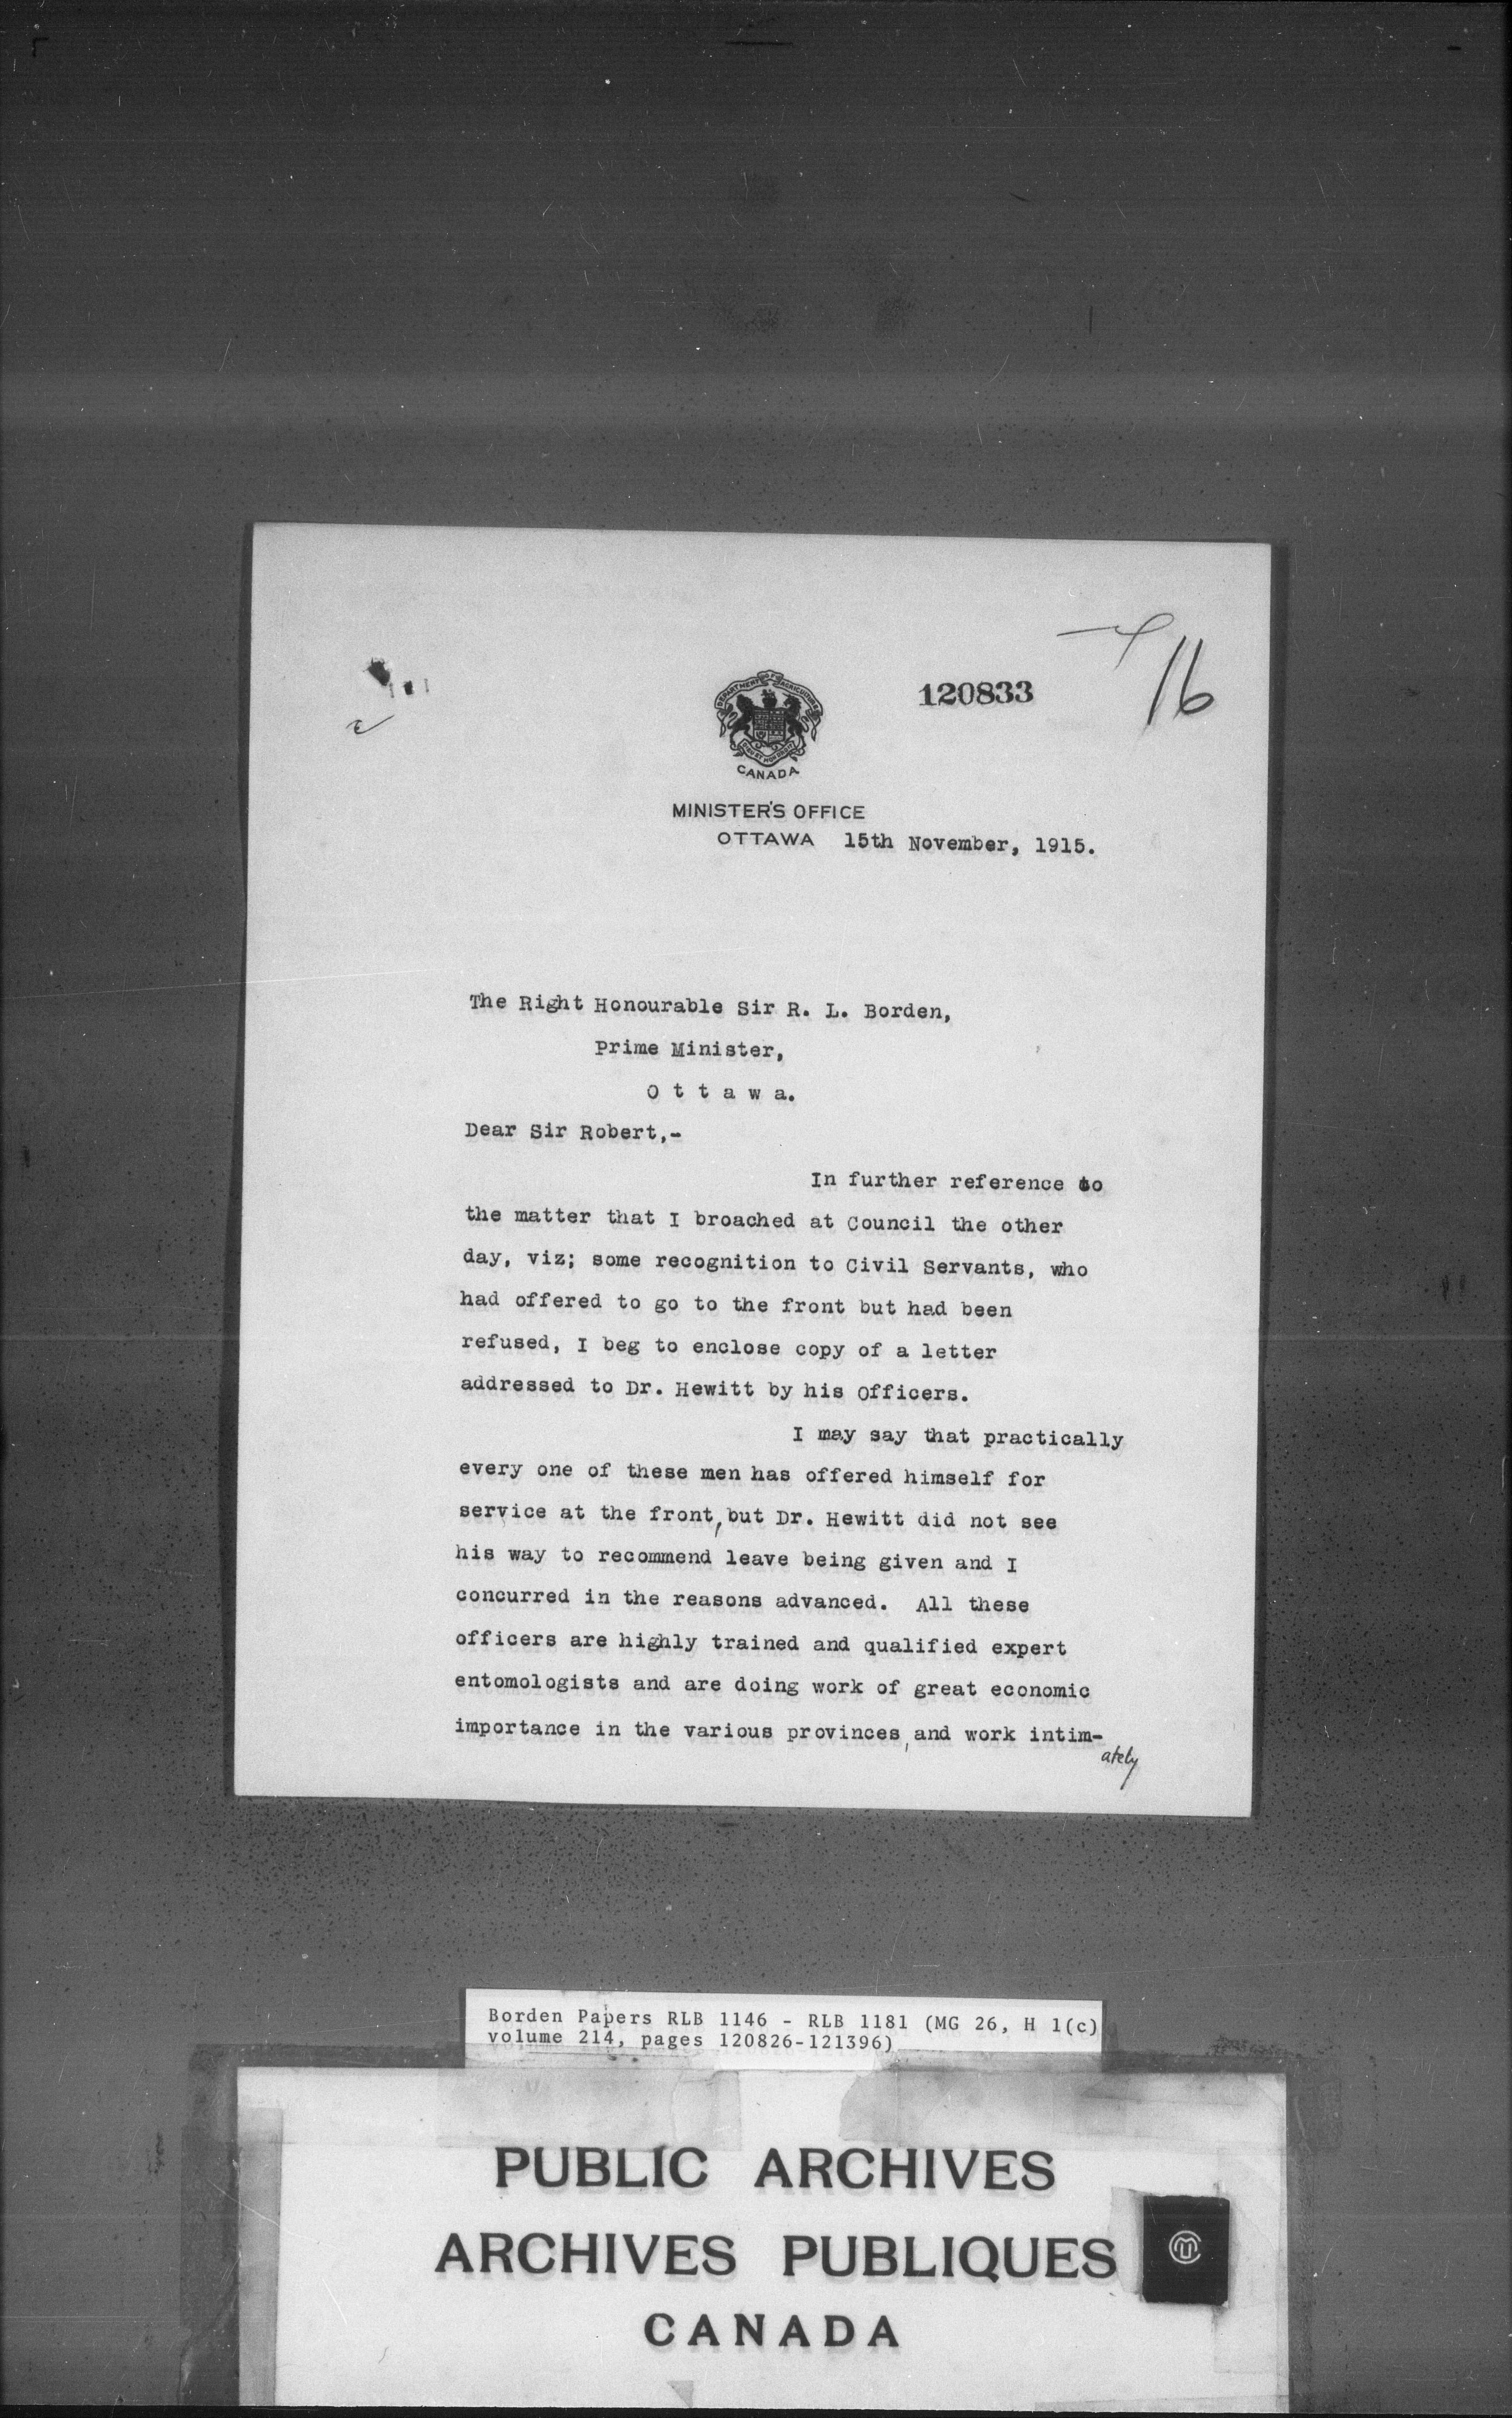 120833
16
DEPARTMENT OF AGRICULTURE
CANADA
MINISTER'S OFFICE
OTTAWA 15th November, 1915.
The Right Honourable Sir R. L. Borden,
Prime Minister,
O t t a w a.
Dear Sir Robert,-
In further reference to
the matter that I broached at Council the other
day, viz; some recognition to Civil Servants, who
had offered to go to the front but had been
refused, I beg to enclose copy of a letter
addressed to Dr. Hewitt by his Officers.
I may say that practically
every one of these men has offered himself for
service at the front, but Dr. Hewitt did not see
his way to recommend leave being given and I
concurred in the reasons advanced. All these
officers are highly trained and qualified expert
entomologists and are doing work of great economic
importance in the various provinces, and work intim-
ately
Borden Papers RLB 1146 - RLB 1181 (MG 26, H 1(c)
volume 214, pages 120826-121396)
PUBLIC ARCHIVES
ARCHIVES PUBLIQUES
CANADA